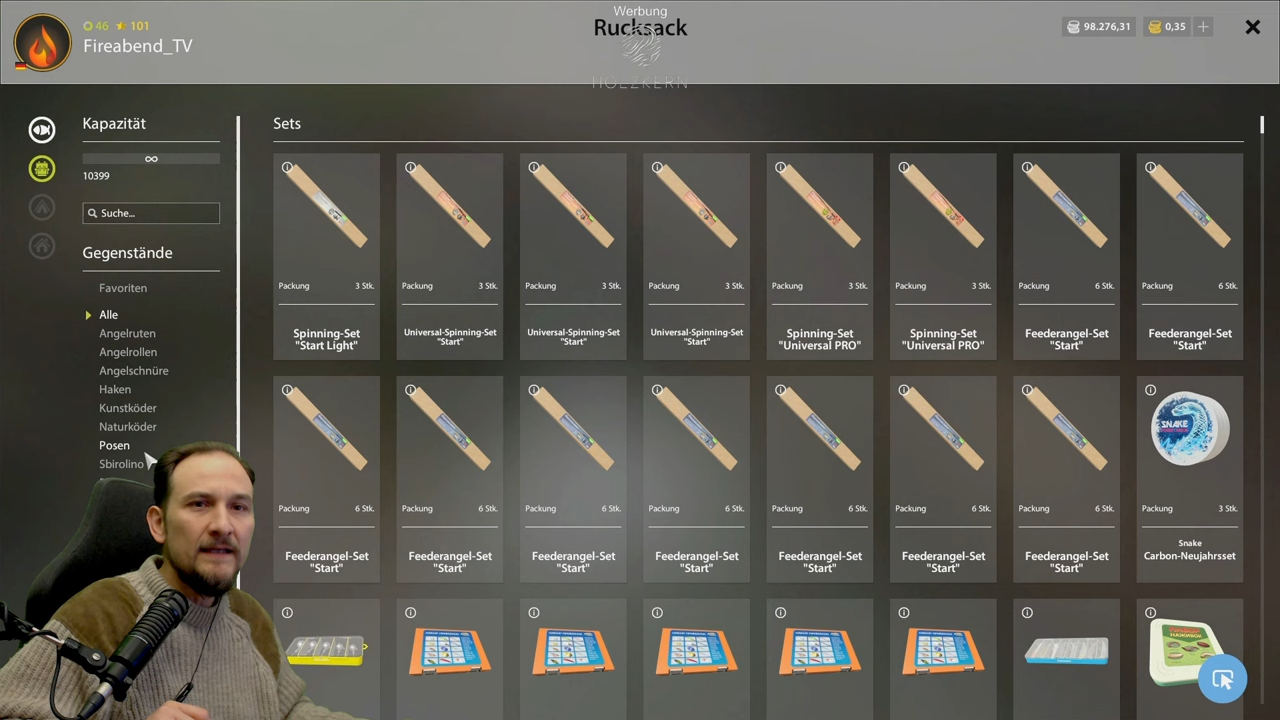 46 101
Fireabend_TV
Werbung
Rucksack
HOLZKERN
98.276,31
0,35
Kapazität
∞
10399
Suche...
Gegenstände
Favoriten
Alle
Angelruten
Angelrollen
Angelschnüre
Haken
Kunstköder
Naturköder
Posen
Sbirolino
Sets
Packung 3 Stk.
Spinning-Set
"Start Light"
Packung 3 Stk.
Universal-Spinning-Set
"Start"
Packung 3 Stk.
Universal-Spinning-Set
"Start"
Packung 3 Stk.
Universal-Spinning-Set
"Start"
Packung 3 Stk.
Spinning-Set
"Universal PRO"
Packung 3 Stk.
Spinning-Set
"Universal PRO"
Packung 6 Stk.
Feederangel-Set
"Start"
Packung 6 Stk.
Feederangel-Set
"Start"
Packung 6 Stk.
Feederangel-Set
"Start"
Packung 6 Stk.
Feederangel-Set
"Start"
Packung 6 Stk.
Feederangel-Set
"Start"
Packung 6 Stk.
Feederangel-Set
"Start"
Packung 6 Stk.
Feederangel-Set
"Start"
Packung 6 Stk.
Feederangel-Set
"Start"
Packung 6 Stk.
Feederangel-Set
"Start"
SNAKE
Packung 3 Stk.
Snake
Carbon-Neujahrsset